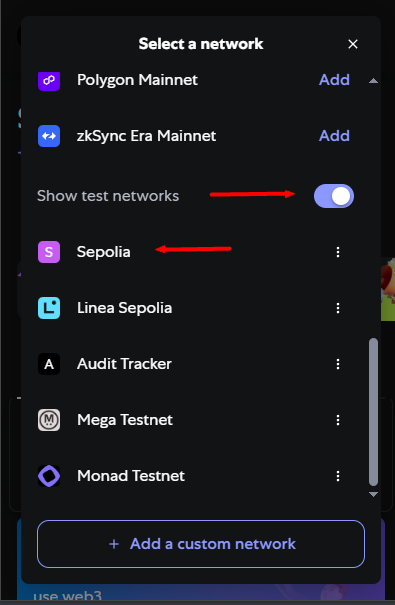 Select a network
Polygon Mainnet Add
zkSync Era Mainnet Add
Show test networks
S Sepolia
L Linea Sepolia
A Audit Tracker
M Mega Testnet
Monad Testnet
+ Add a custom network
use web3